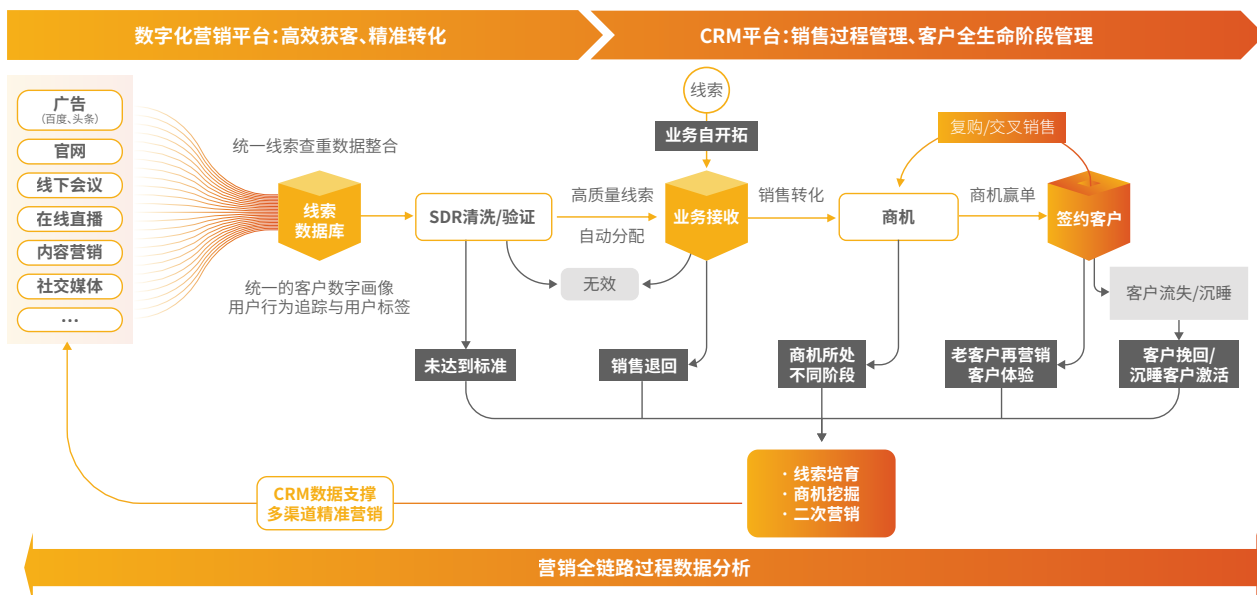 数字化营销平台：高效获客、精准转化
CRM平台：销售过程管理、客户全生命阶段管理
广告
（百度、头条）
官网
线下会议
在线直播
内容营销
社交媒体
...
统一线索查重数据整合
线索
数据库
统一的客户数字画像
用户行为追踪与用户标签
SDR清洗/验证
高质量线索
自动分配
线索
业务自开拓
业务接收
销售转化
商机
复购/交叉销售
商机赢单
签约客户
无效
客户流失/沉睡
未达到标准
销售退回
商机所处
不同阶段
老客户再营销
客户体验
客户挽回/
沉睡客户激活
· 线索培育
· 商机挖掘
· 二次营销
CRM数据支撑
多渠道精准营销
营销全链路过程数据分析